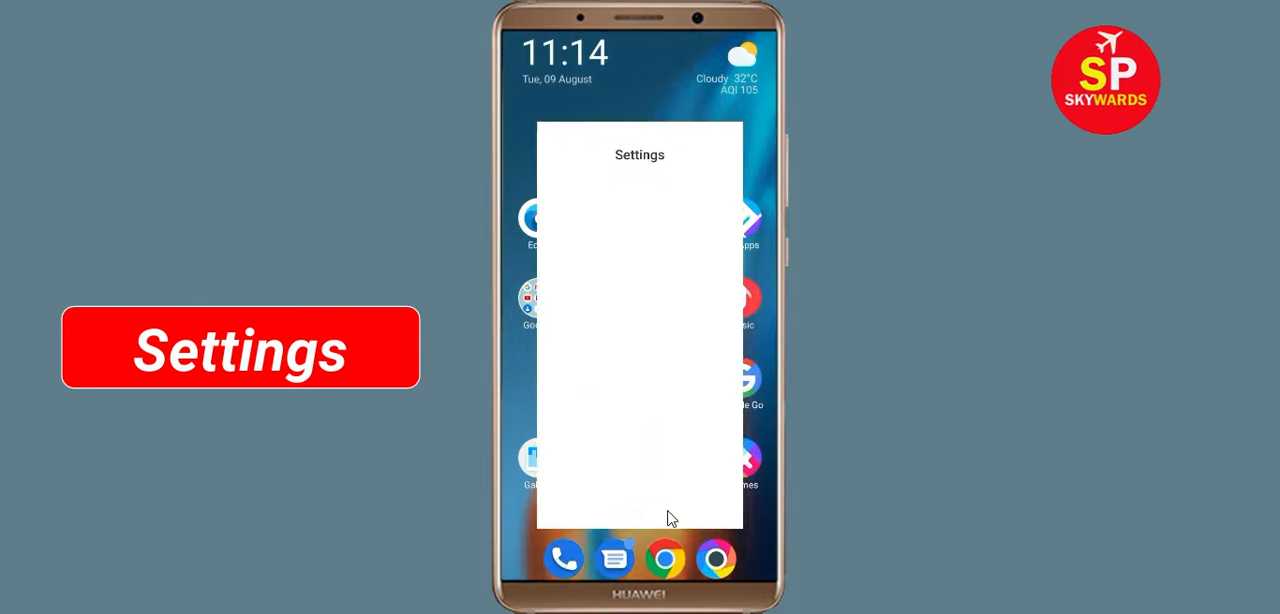 11:14
Tue, 09 August
Cloudy 32°C
AQI 105
SP
SKYWARDS
Settings
Settings
HUAWEI